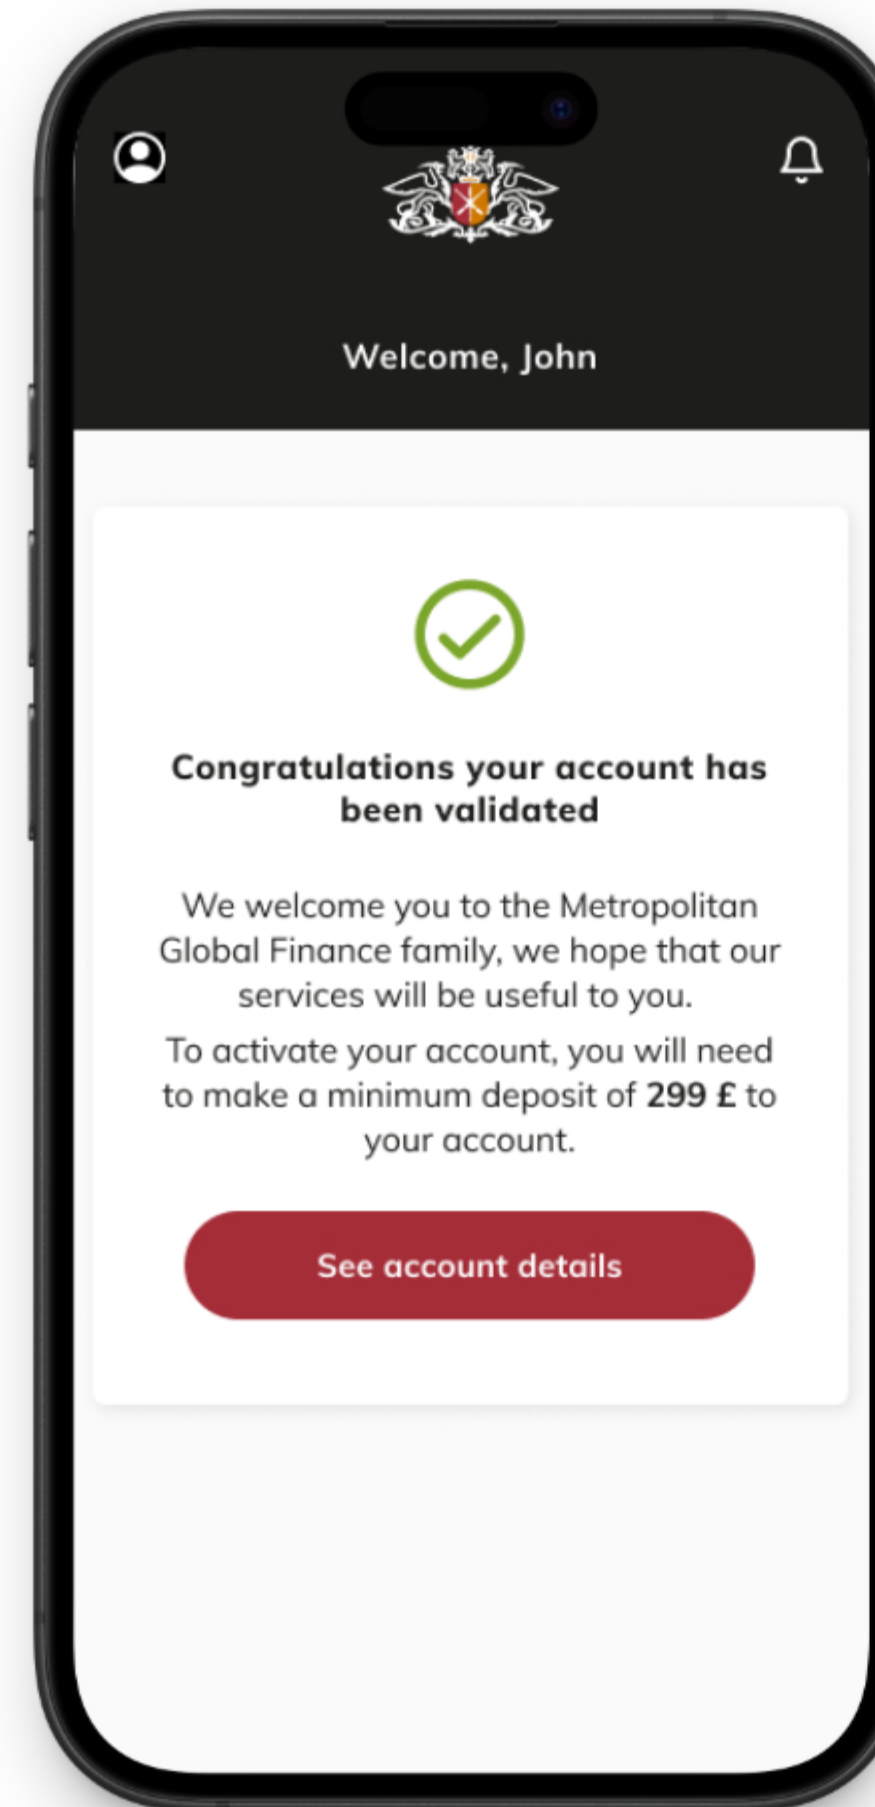 Welcome, John
Congratulations your account has
been validated
We welcome you to the Metropolitan
Global Finance family, we hope that our
services will be useful to you.
To activate your account, you will need
to make a minimum deposit of 299 £ to
your account.
See account details